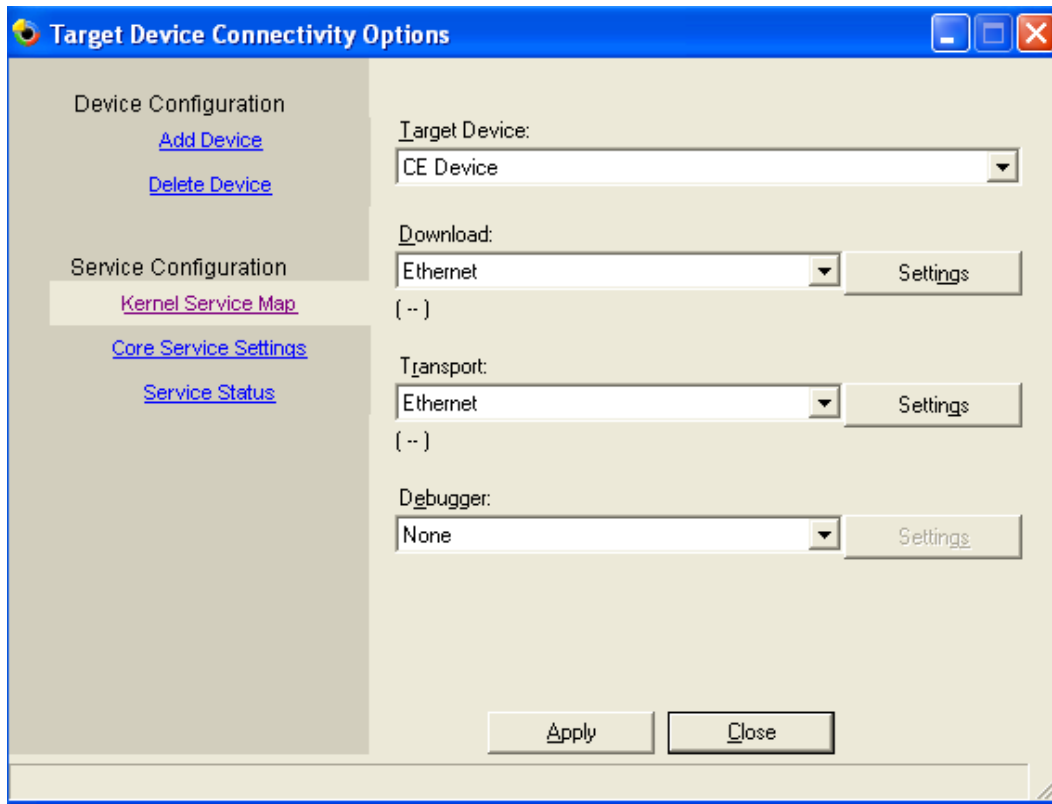 Target Device Connectivity Options
Device Configuration
Add Device
Delete Device
Service Configuration
Kernel Service Map
Core Service Settings
Service Status
Target Device:
CE Device
Download:
Ethernet
Settings
( -- )
Transport:
Ethernet
Settings
( -- )
Debugger:
None
Settings
Apply
Close